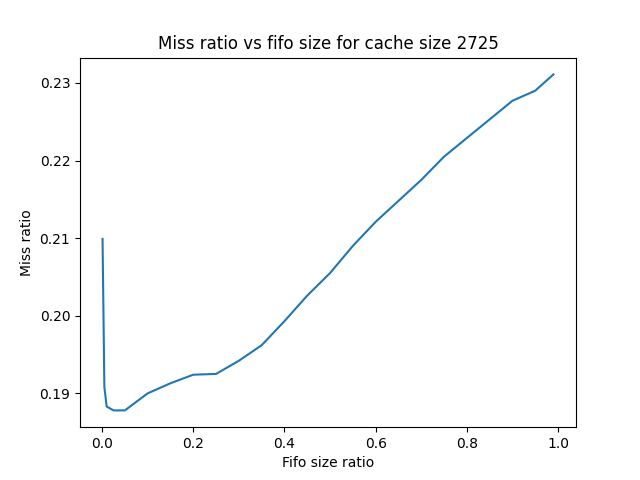 Miss ratio vs fifo size for cache size 2725
0.23
0.22
0.21
0.20
0.19
Miss ratio
0.0 0.2 0.4 0.6 0.8 1.0
Fifo size ratio